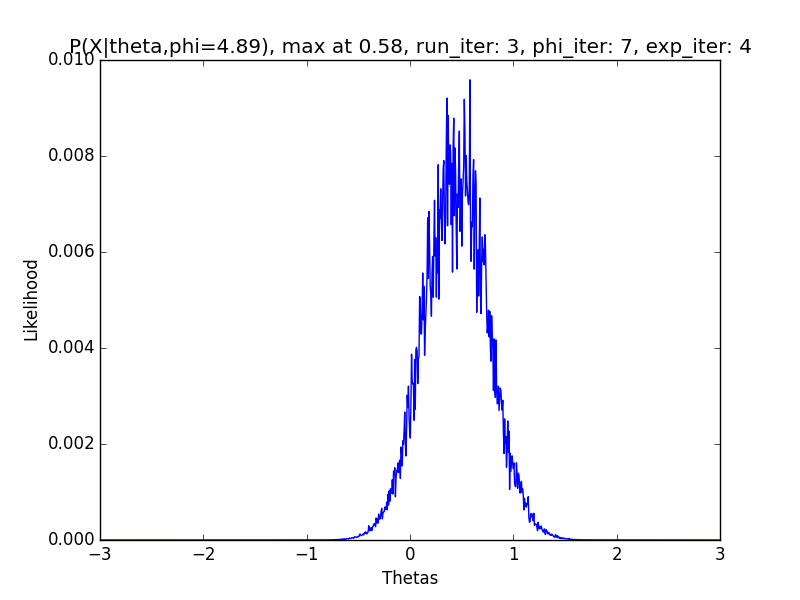 P(X|theta,phi=4.89), max at 0.58, run_iter: 3, phi_iter: 7, exp_iter: 4
0.010
0.008
0.006
0.004
0.002
0.000
Likelihood
−3 −2 −1 0 1 2 3
Thetas